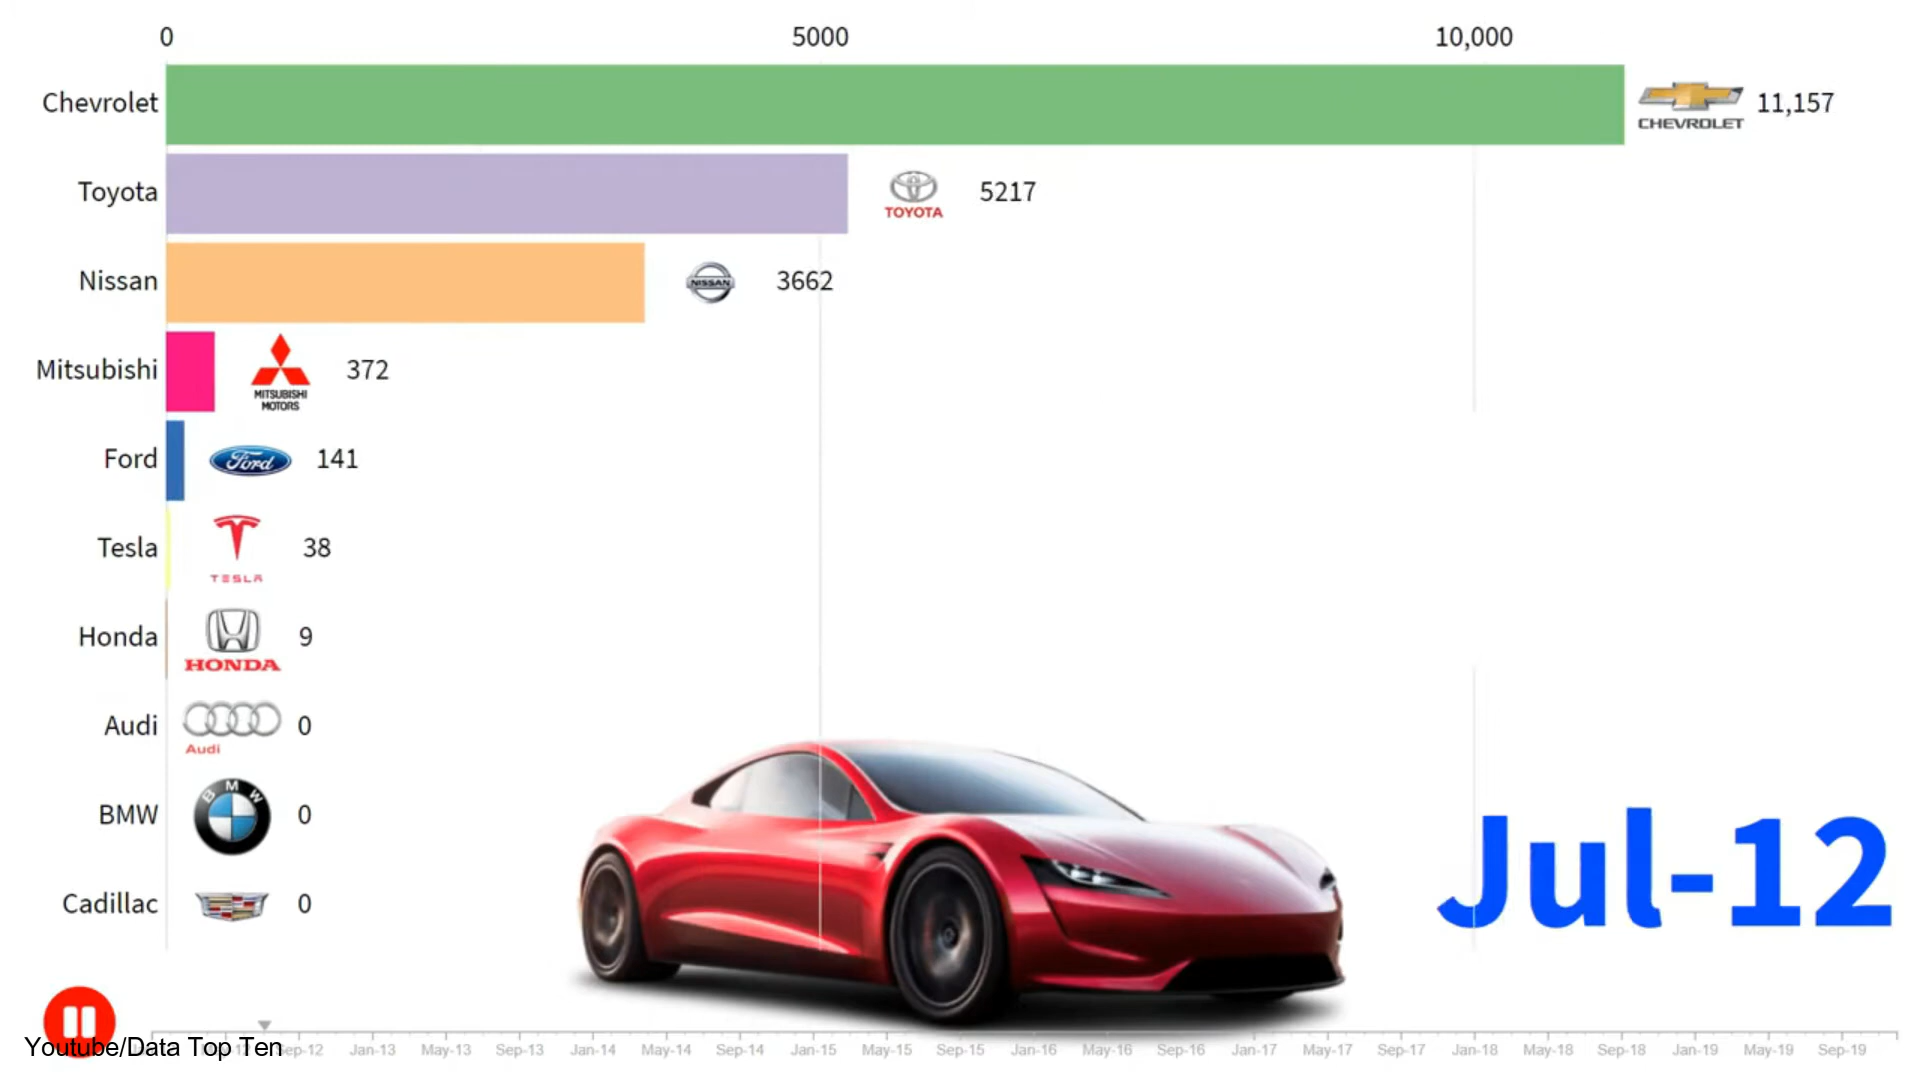 0 5000 10,000
Chevrolet CHEVROLET 11,157
Toyota TOYOTA 5217
Nissan NISSAN 3662
Mitsubishi MITSUBISHI MOTORS 372
Ford Ford 141
Tesla TESLA 38
Honda HONDA 9
Audi Audi 0
BMW BMW 0
Cadillac 0
Jul-12
Youtube/Data Top Ten
Sep-12 Jan-13 May-13 Sep-13 Jan-14 May-14 Sep-14 Jan-15 May-15 Sep-15 Jan-16 May-16 Sep-16 Jan-17 May-17 Sep-17 Jan-18 May-18 Sep-18 Jan-19 May-19 Sep-19